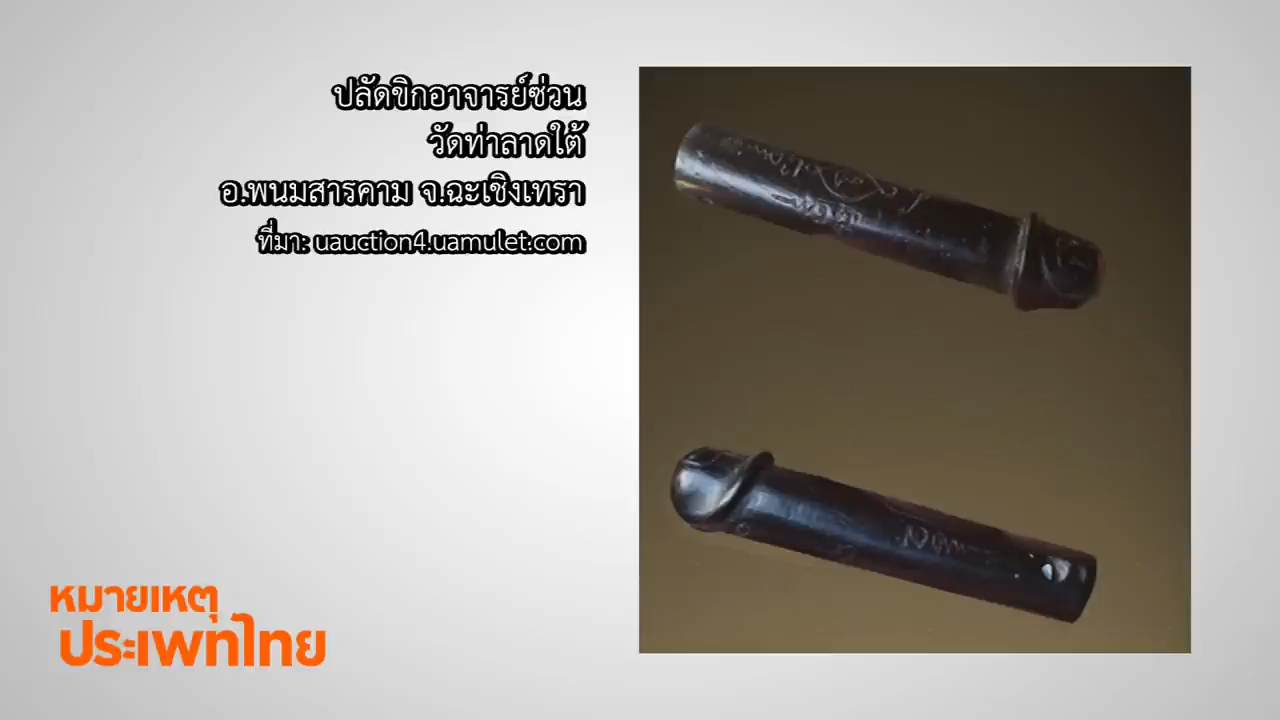 ปลัดขิกอาจารย์ซ่วน
วัดท่าลาดใต้
อ.พนมสารคาม จ.ฉะเชิงเทรา
ที่มา: uauction4.uamulet.com
หมายเหตุ
ประเพทไทย